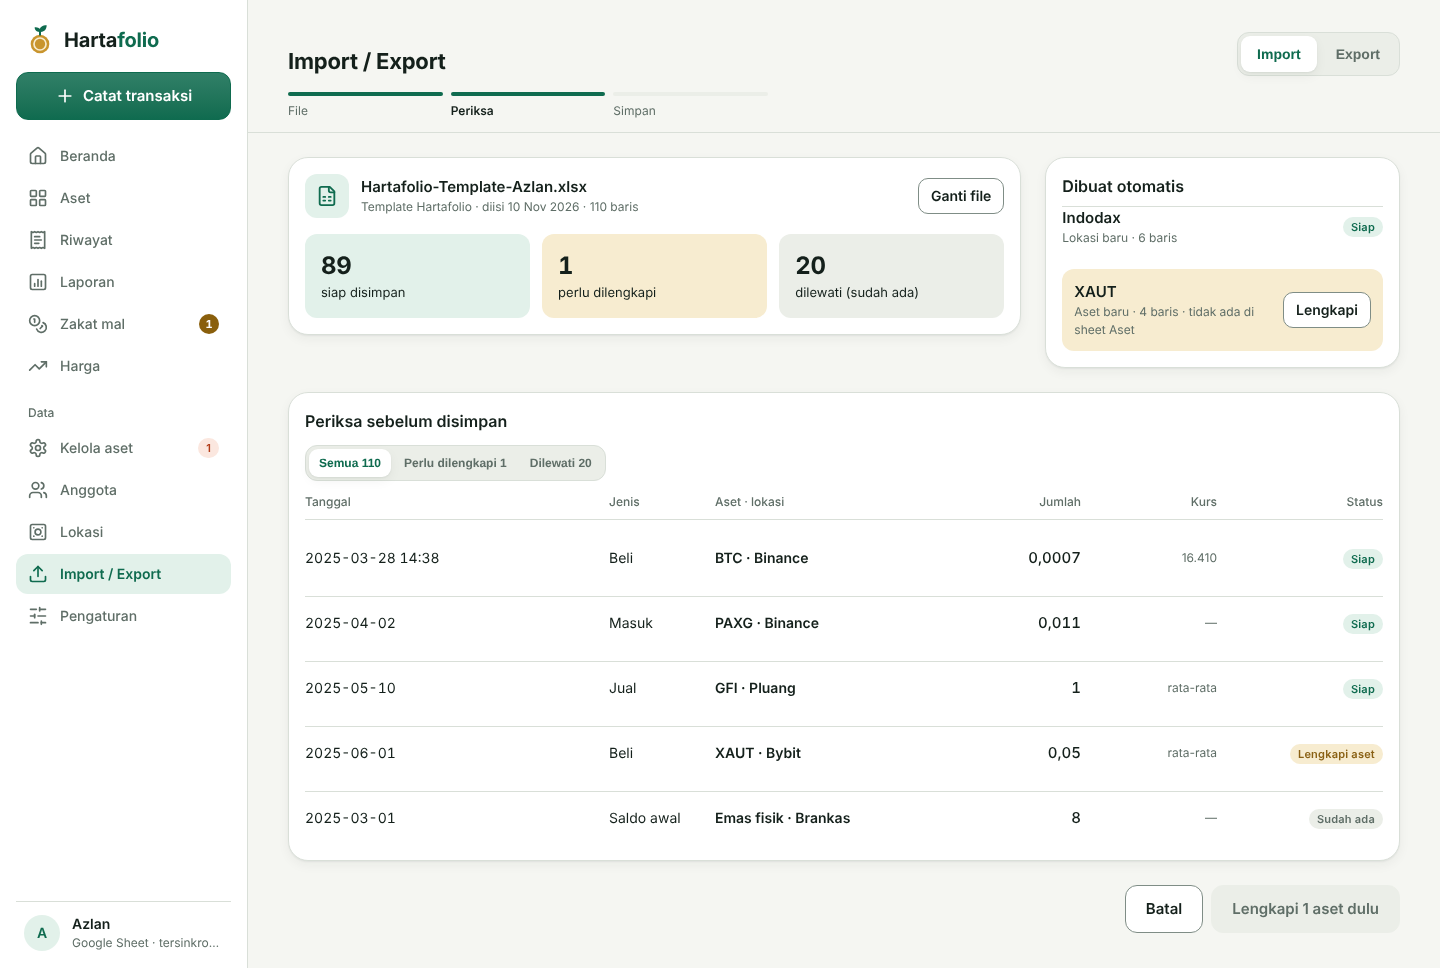 Hartafolio
Catat transaksi
Beranda
Aset
Riwayat
Laporan
Zakat mal 1
Harga
Data
Kelola aset 1
Anggota
Lokasi
Import / Export
Pengaturan
A
Azlan
Google Sheet · tersinkro...
Import / Export
Import Export
File Periksa Simpan
Hartafolio-Template-Azlan.xlsx
Template Hartafolio · diisi 10 Nov 2026 · 110 baris
Ganti file
89
siap disimpan
1
perlu dilengkapi
20
dilewati (sudah ada)
Dibuat otomatis
Indodax
Lokasi baru · 6 baris
Siap
XAUT
Aset baru · 4 baris · tidak ada di
sheet Aset
Lengkapi
Periksa sebelum disimpan
Semua 110 Perlu dilengkapi 1 Dilewati 20
Tanggal Jenis Aset · lokasi Jumlah Kurs Status
2025-03-28 14:38 Beli BTC · Binance 0,0007 16.410 Siap
2025-04-02 Masuk PAXG · Binance 0,011 — Siap
2025-05-10 Jual GFI · Pluang 1 rata-rata Siap
2025-06-01 Beli XAUT · Bybit 0,05 rata-rata Lengkapi aset
2025-03-01 Saldo awal Emas fisik · Brankas 8 — Sudah ada
Batal
Lengkapi 1 aset dulu